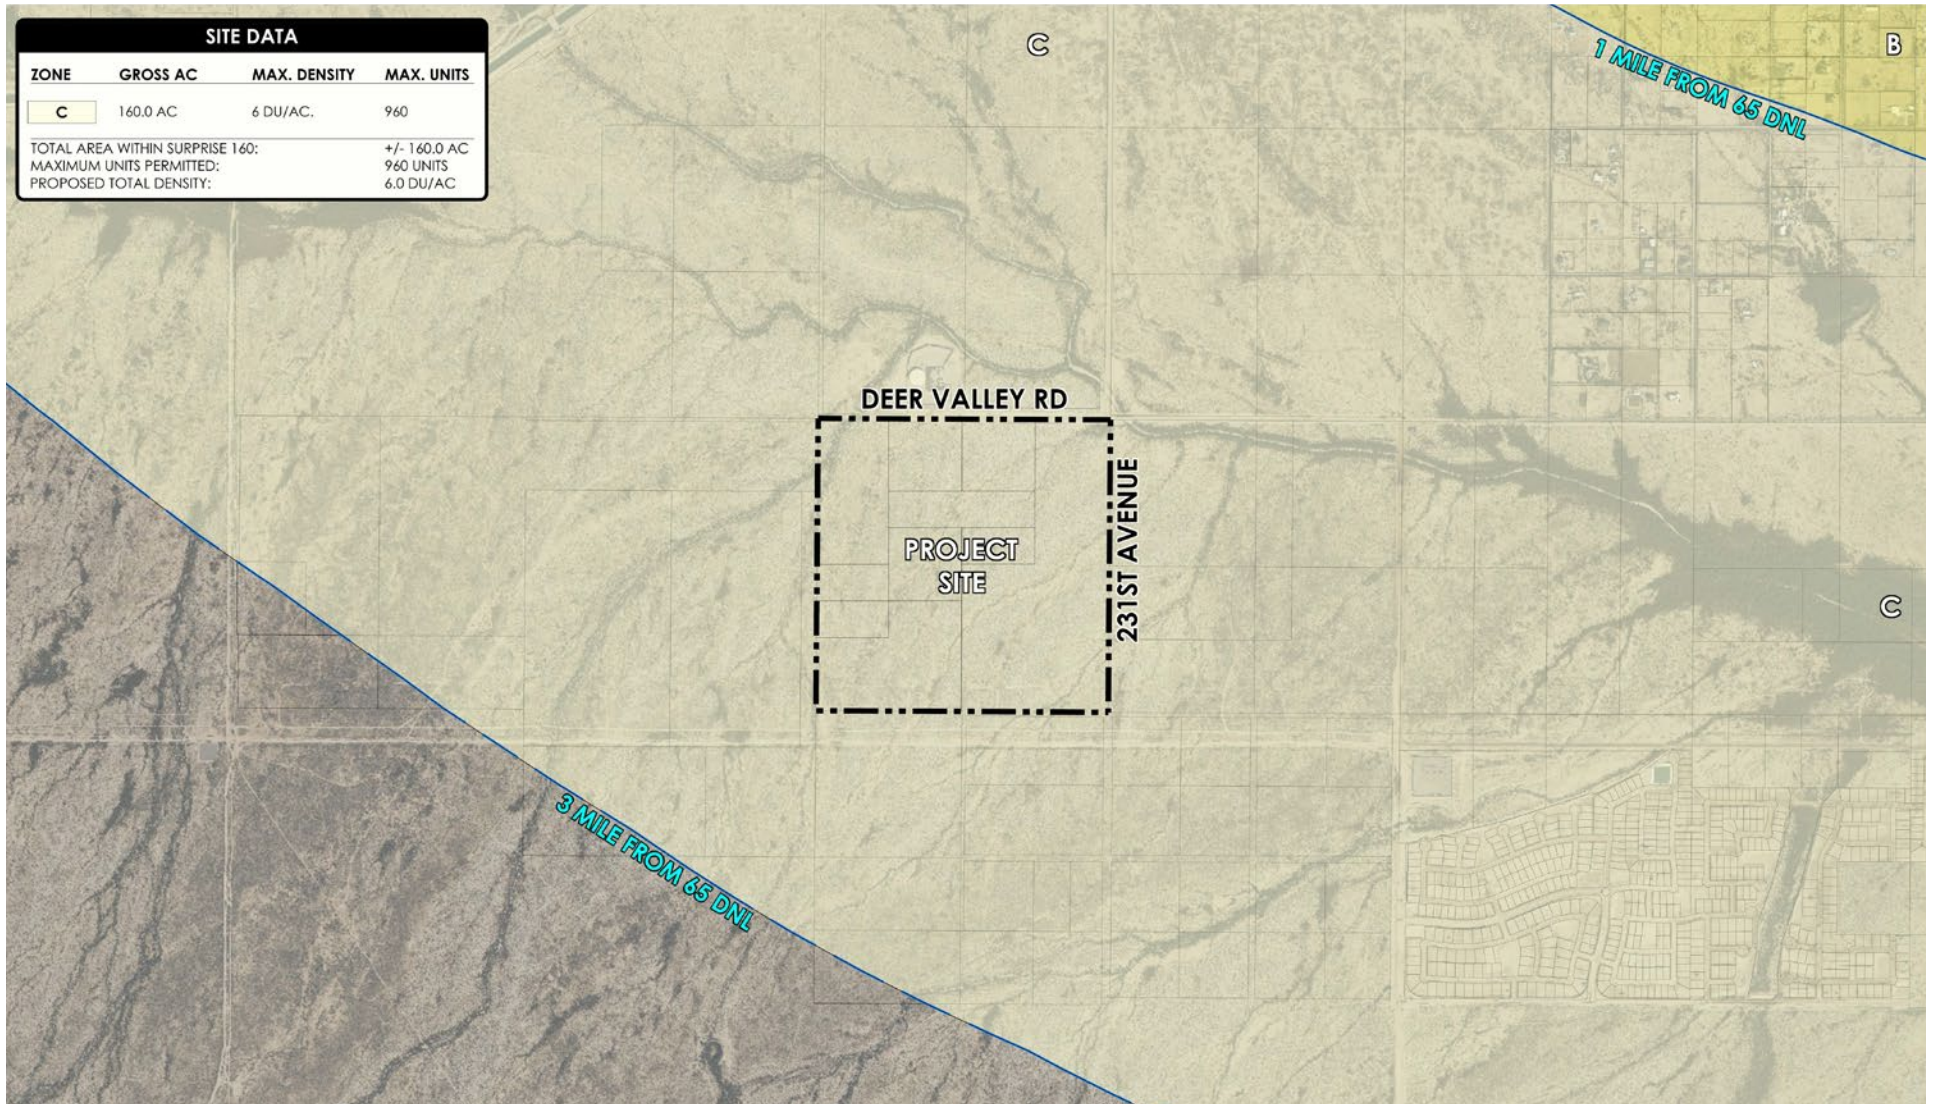 SITE DATA
ZONE GROSS AC MAX. DENSITY MAX. UNITS
C 160.0 AC 6 DU/AC. 960
TOTAL AREA WITHIN SURPRISE 160: +/- 160.0 AC
MAXIMUM UNITS PERMITTED: 960 UNITS
PROPOSED TOTAL DENSITY: 6.0 DU/AC
C
B
1 MILE FROM 65 DNL
DEER VALLEY RD
231ST AVENUE
PROJECT
SITE
C
3 MILE FROM 65 DNL